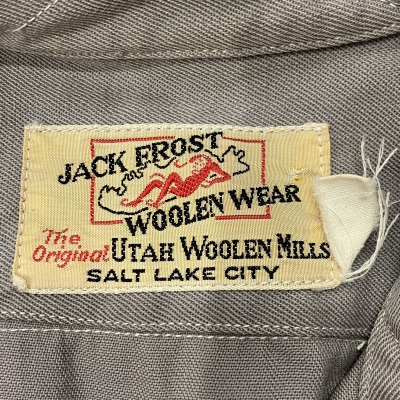 JACK FROST
WOOLEN WEAR
The Original UTAH WOOLEN MILLS
SALT LAKE CITY